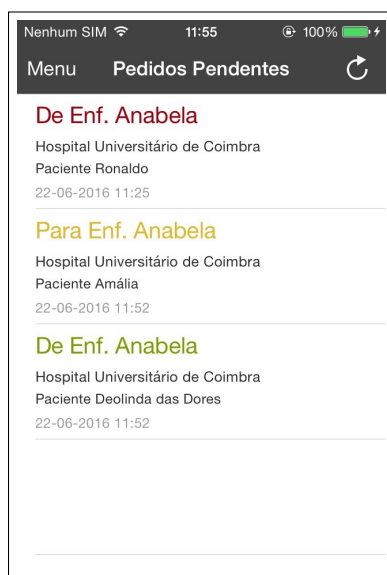 Nenhum SIM 11:55 100%
Menu Pedidos Pendentes
De Enf. Anabela
Hospital Universitário de Coimbra
Paciente Ronaldo
22-06-2016 11:25
Para Enf. Anabela
Hospital Universitário de Coimbra
Paciente Amália
22-06-2016 11:52
De Enf. Anabela
Hospital Universitário de Coimbra
Paciente Deolinda das Dores
22-06-2016 11:52